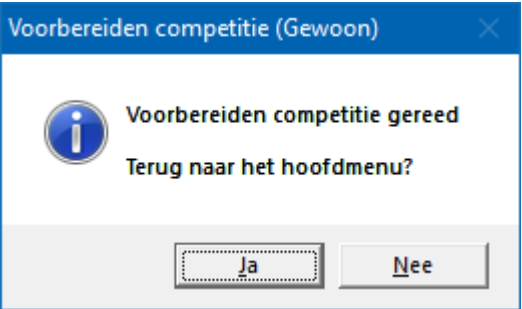 Voorbereiden competitie (Gewoon)
Voorbereiden competitie gereed
Terug naar het hoofdmenu?
Ja
Nee